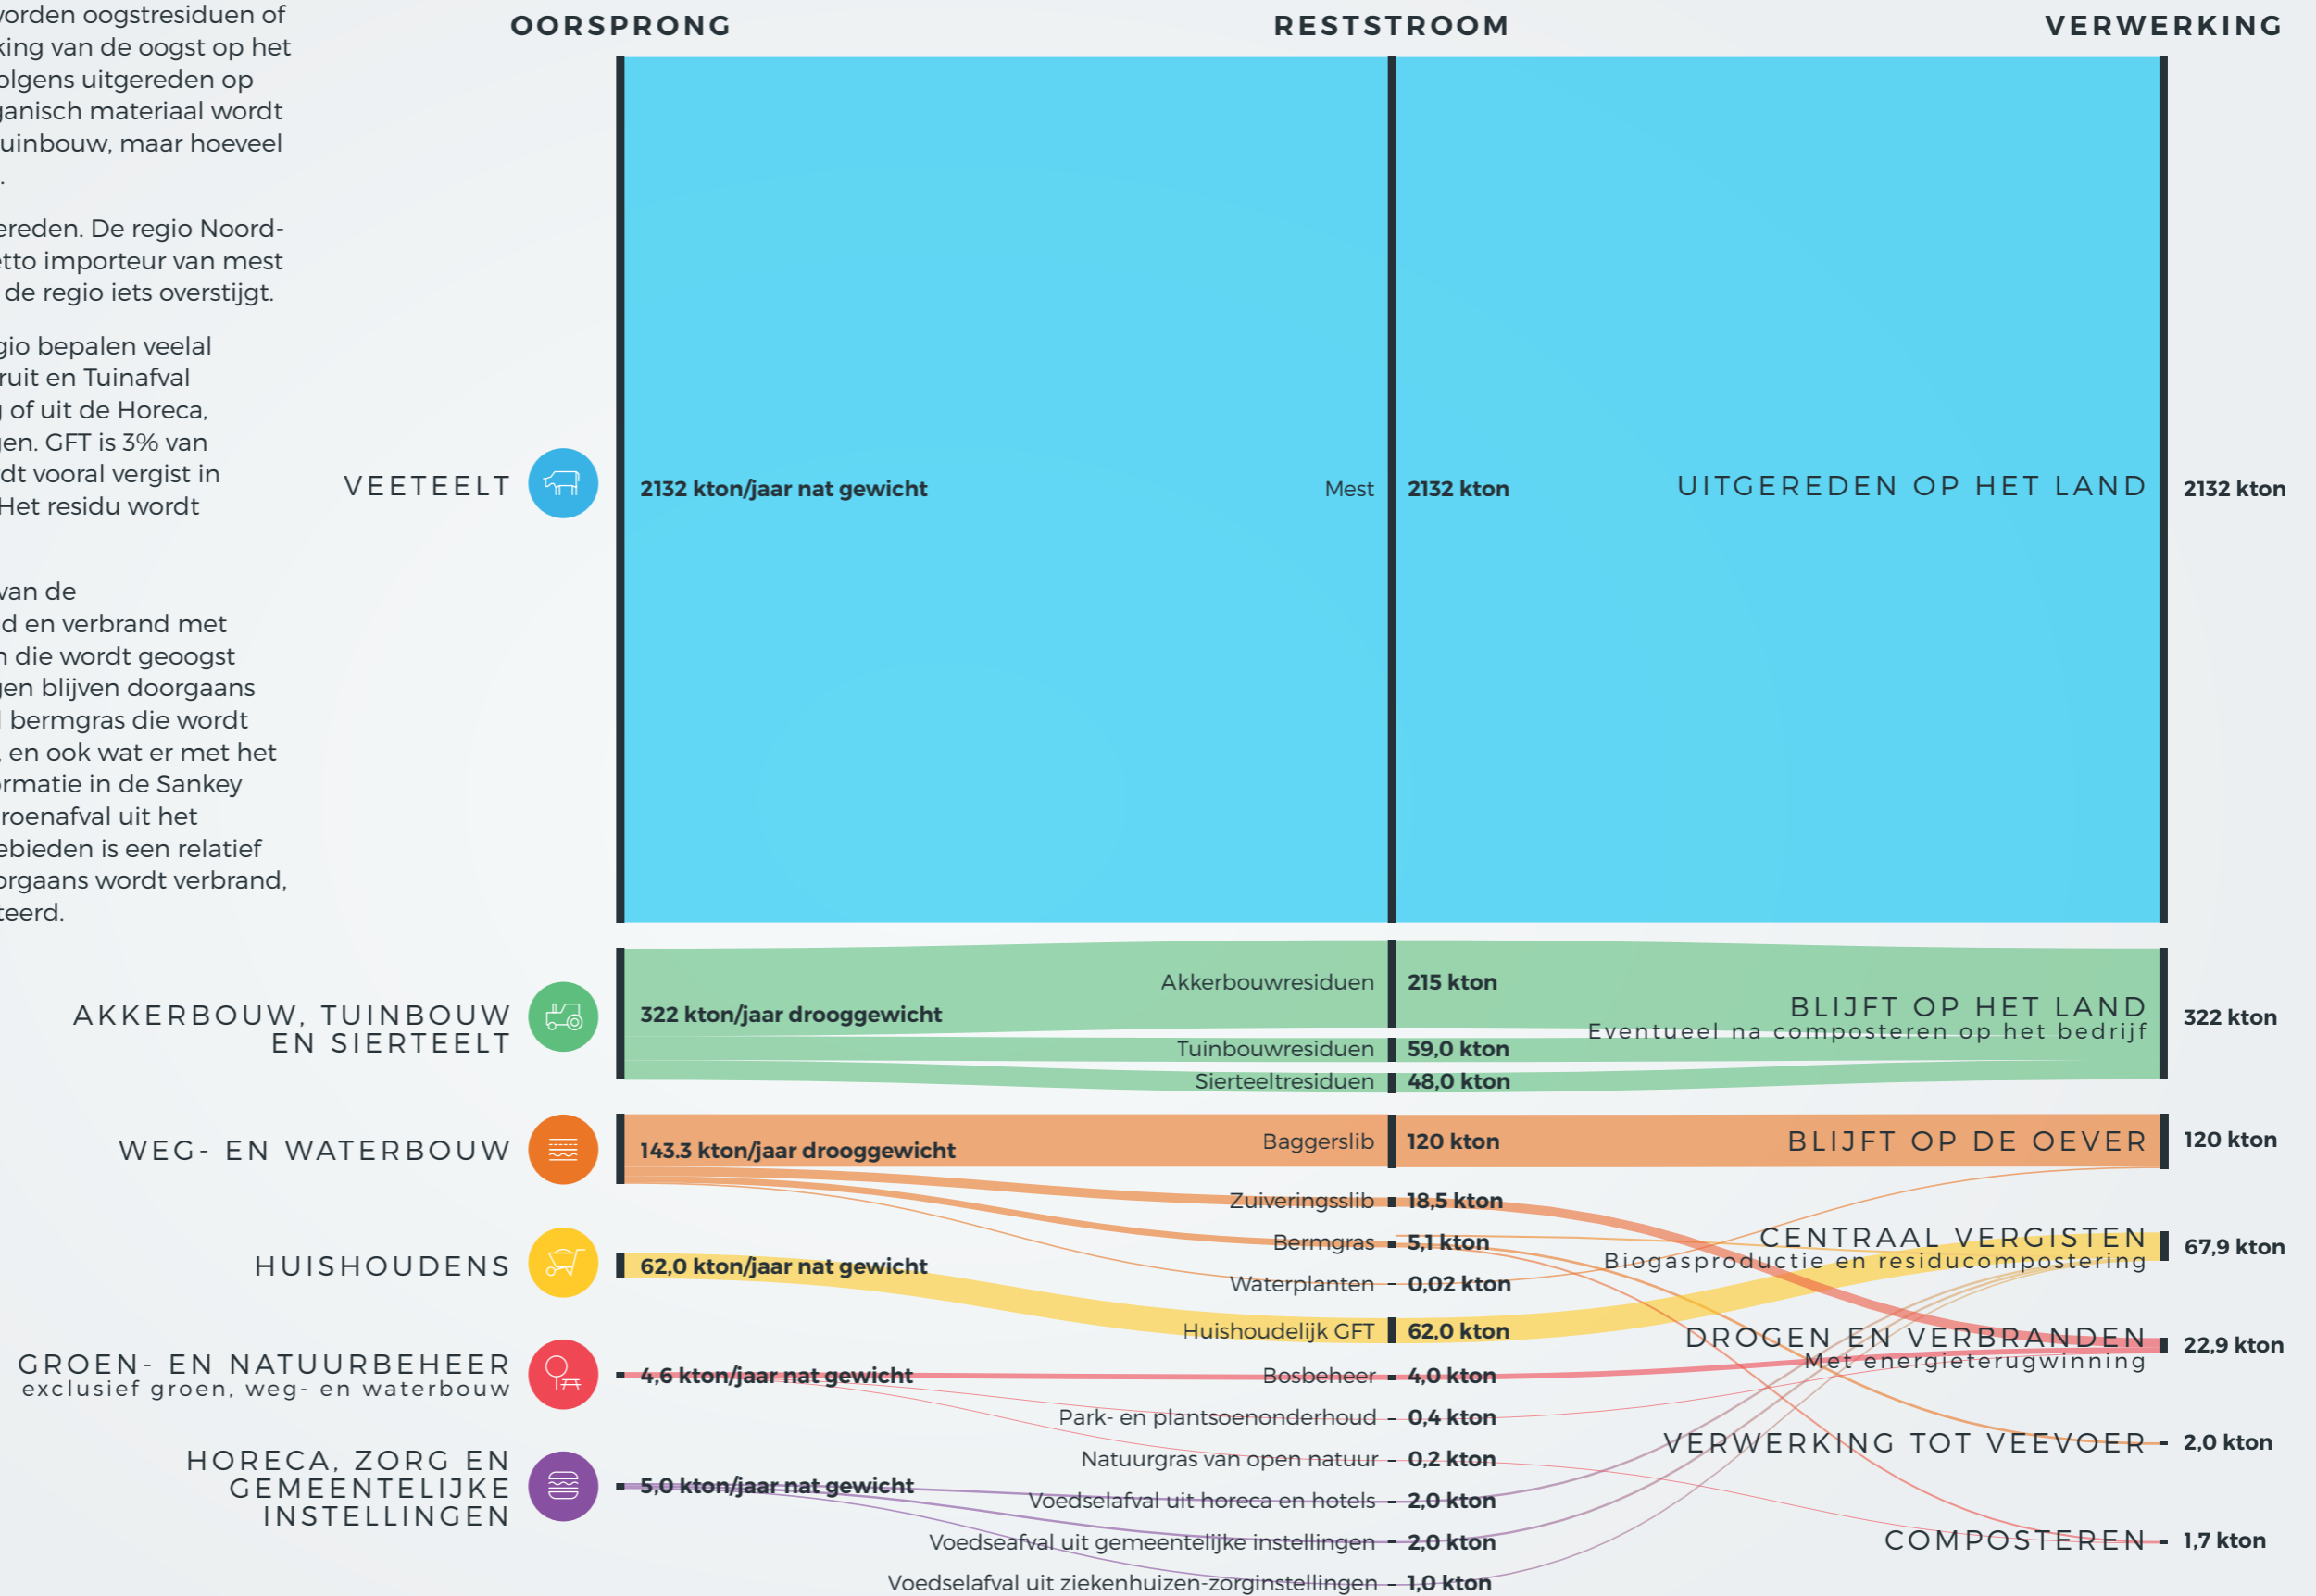 worden oogstresiduen of
king van de oogst op het
olgens uitgereden op
ganisch materiaal wordt
uinbouw, maar hoeveel
.
ereden. De regio Noord-
etto importeur van mest
de regio iets overstijgt.
gio bepalen veelal
ruit en Tuinafval
g of uit de Horeca,
gen. GFT is 3% van
dt vooral vergist in
Het residu wordt
van de
d en verbrand met
n die wordt geoogst
gen blijven doorgaans
l bermgras die wordt
, en ook wat er met het
ormatie in de Sankey
roenafval uit het
ebieden is een relatief
orgaans wordt verbrand,
teerd.
OORSPRONG
RESTSTROOM
VERWERKING
VEETEELT
2132 kton/jaar nat gewicht
Mest
2132 kton
UITGEREDEN OP HET LAND
2132 kton
AKKERBOUW, TUINBOUW
EN SIERTEELT
322 kton/jaar drooggewicht
Akkerbouwresiduen
215 kton
Tuinbouwresiduen
59,0 kton
Sierteeltresiduen
48,0 kton
BLIJFT OP HET LAND
Eventueel na composteren op het bedrijf
322 kton
WEG- EN WATERBOUW
143.3 kton/jaar drooggewicht
Baggerslib
120 kton
BLIJFT OP DE OEVER
120 kton
Zuiveringsslib
18,5 kton
Bermgras
5,1 kton
Waterplanten
0,02 kton
CENTRAAL VERGISTEN
Biogasproductie en residucompostering
67,9 kton
HUISHOUDENS
62,0 kton/jaar nat gewicht
Huishoudelijk GFT
62,0 kton
DROGEN EN VERBRANDEN
Met energieterugwinning
22,9 kton
GROEN- EN NATUURBEHEER
exclusief groen, weg- en waterbouw
4,6 kton/jaar nat gewicht
Bosbeheer
4,0 kton
Park- en plantsoenonderhoud
0,4 kton
Natuurgras van open natuur
0,2 kton
VERWERKING TOT VEEVOER
2,0 kton
HORECA, ZORG EN
GEMEENTELIJKE
INSTELLINGEN
5,0 kton/jaar nat gewicht
Voedselafval uit horeca en hotels
2,0 kton
Voedseafval uit gemeentelijke instellingen
2,0 kton
Voedselafval uit ziekenhuizen-zorginstellingen
1,0 kton
COMPOSTEREN
1,7 kton